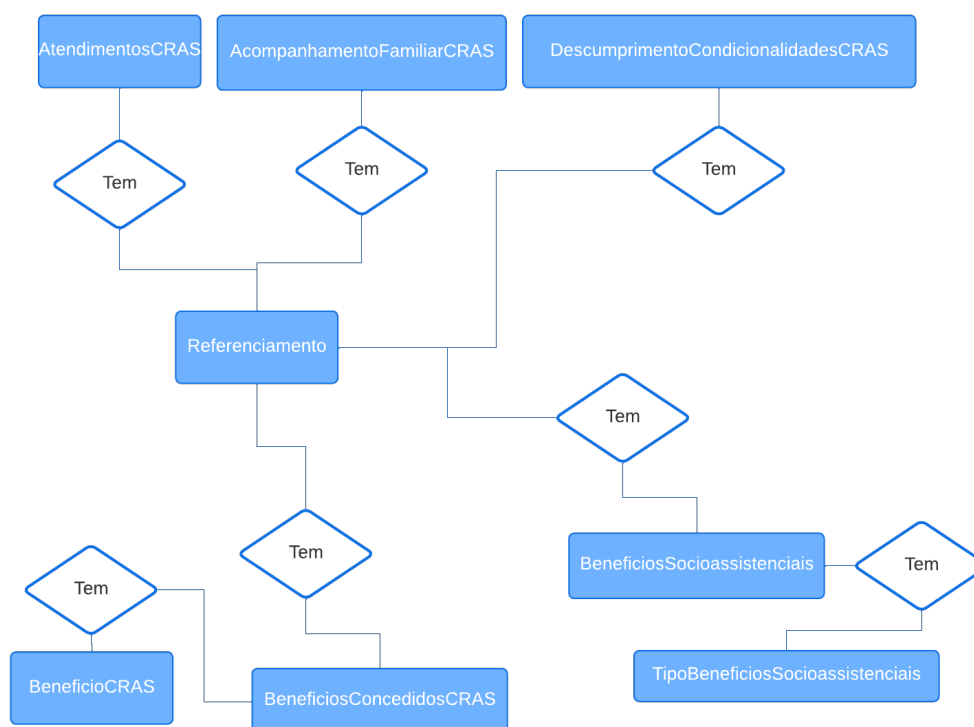 AtendimentosCRAS
AcompanhamentoFamiliarCRAS
DescumprimentoCondicionalidadesCRAS
Tem
Tem
Tem
Referenciamento
Tem
Tem
BeneficiosSocioassistenciais
Tem
Tem
BeneficioCRAS
BeneficiosConcedidosCRAS
TipoBeneficiosSocioassistenciais